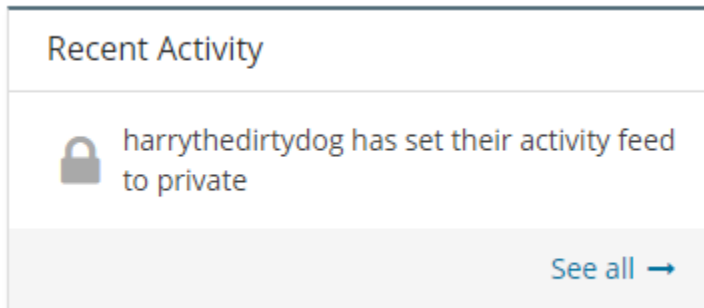 Recent Activity
harrythedirtydog has set their activity feed
to private
See all →